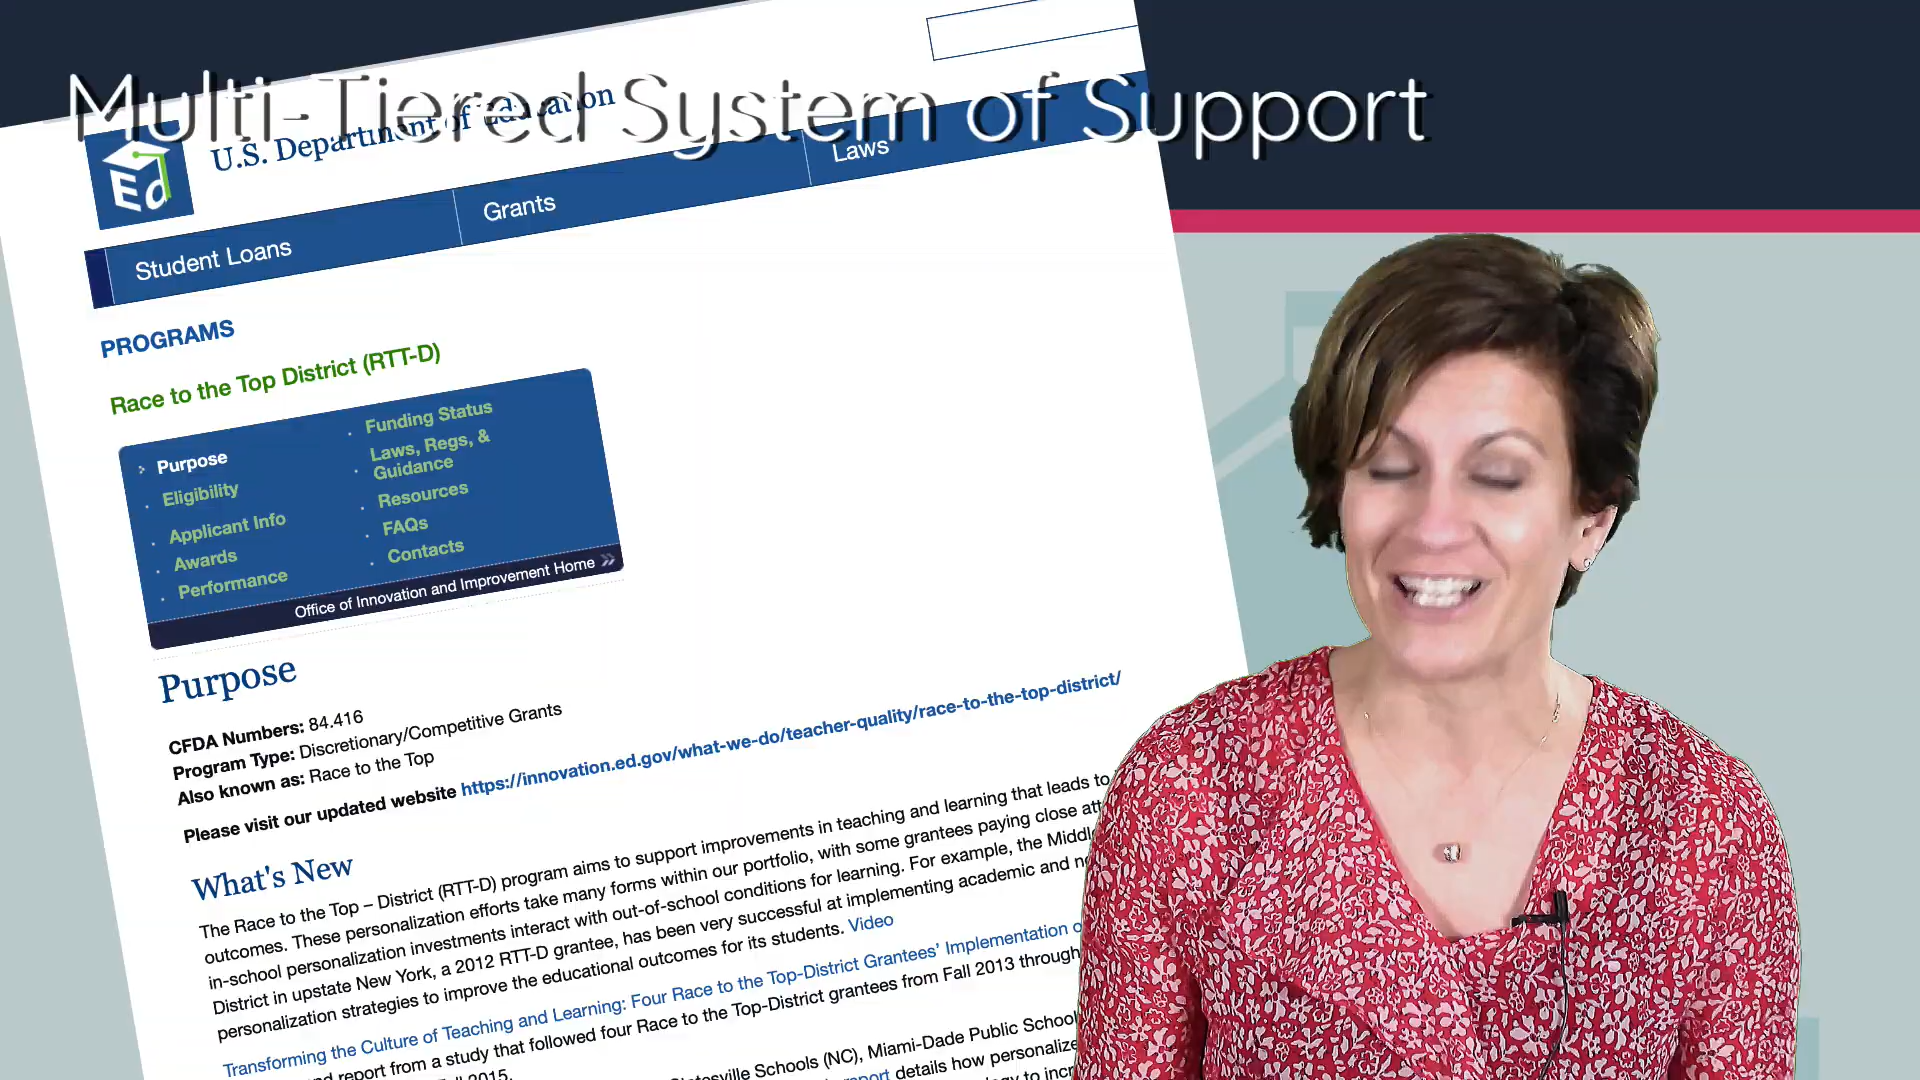 Multi-Tiered System of Support
Ed
U.S. Department of Education
Student Loans
Grants
Laws
PROGRAMS
Race to the Top District (RTT-D)
Purpose
Eligibility
Applicant Info
Awards
Performance
Funding Status
Laws, Regs, &
Guidance
Resources
FAQs
Contacts
Office of Innovation and Improvement Home
Purpose
CFDA Numbers: 84.416
Program Type: Discretionary/Competitive Grants
Also known as: Race to the Top
Please visit our updated website https://innovation.ed.gov/what-we-do/teacher-quality/race-to-the-top-district/
What's New
The Race to the Top – District (RTT-D) program aims to support improvements in teaching and learning that leads to
outcomes. These personalization efforts take many forms within our portfolio, with some grantees paying close
in-school personalization investments interact with out-of-school conditions for learning. For example, the
District in upstate New York, a 2012 RTT-D grantee, has been very successful at implementing academic and
personalization strategies to improve the educational outcomes for its students. Video
Transforming the Culture of Teaching and Learning: Four Race to the Top-District Grantees' Implementation
report from a study that followed four Race to the Top-District grantees from Fall 2013 through
2015.
Schools (NC), Miami-Dade Public
details how
to